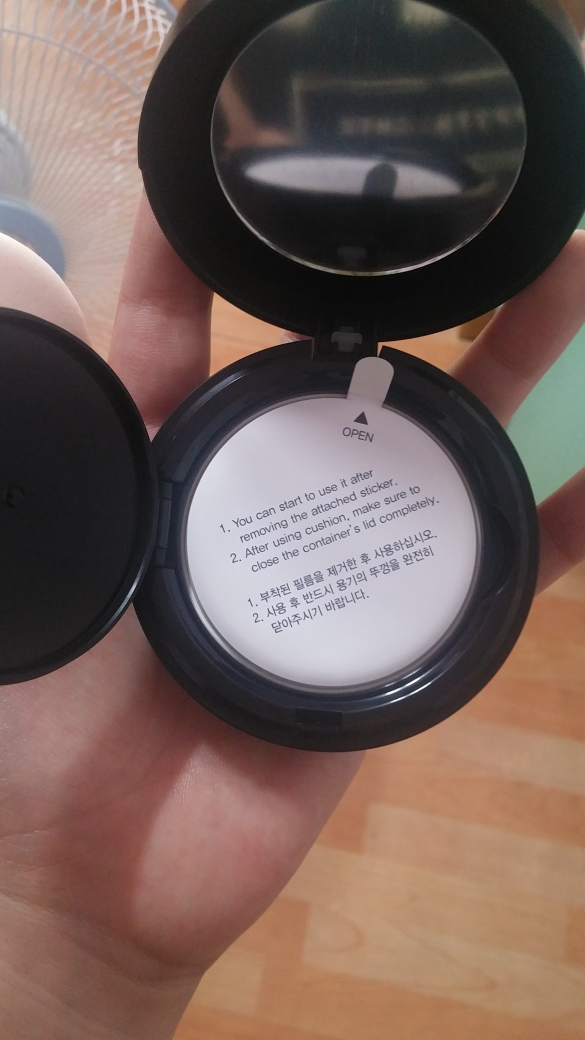 OPEN
1. You can start to use it after
removing the attached sticker.
2. After using cushion, make sure to
close the container's lid completely.
1. 부착된 필름을 제거한 후 사용하십시오.
2. 사용 후 반드시 용기의 뚜껑을 완전히
닫아주시기 바랍니다.